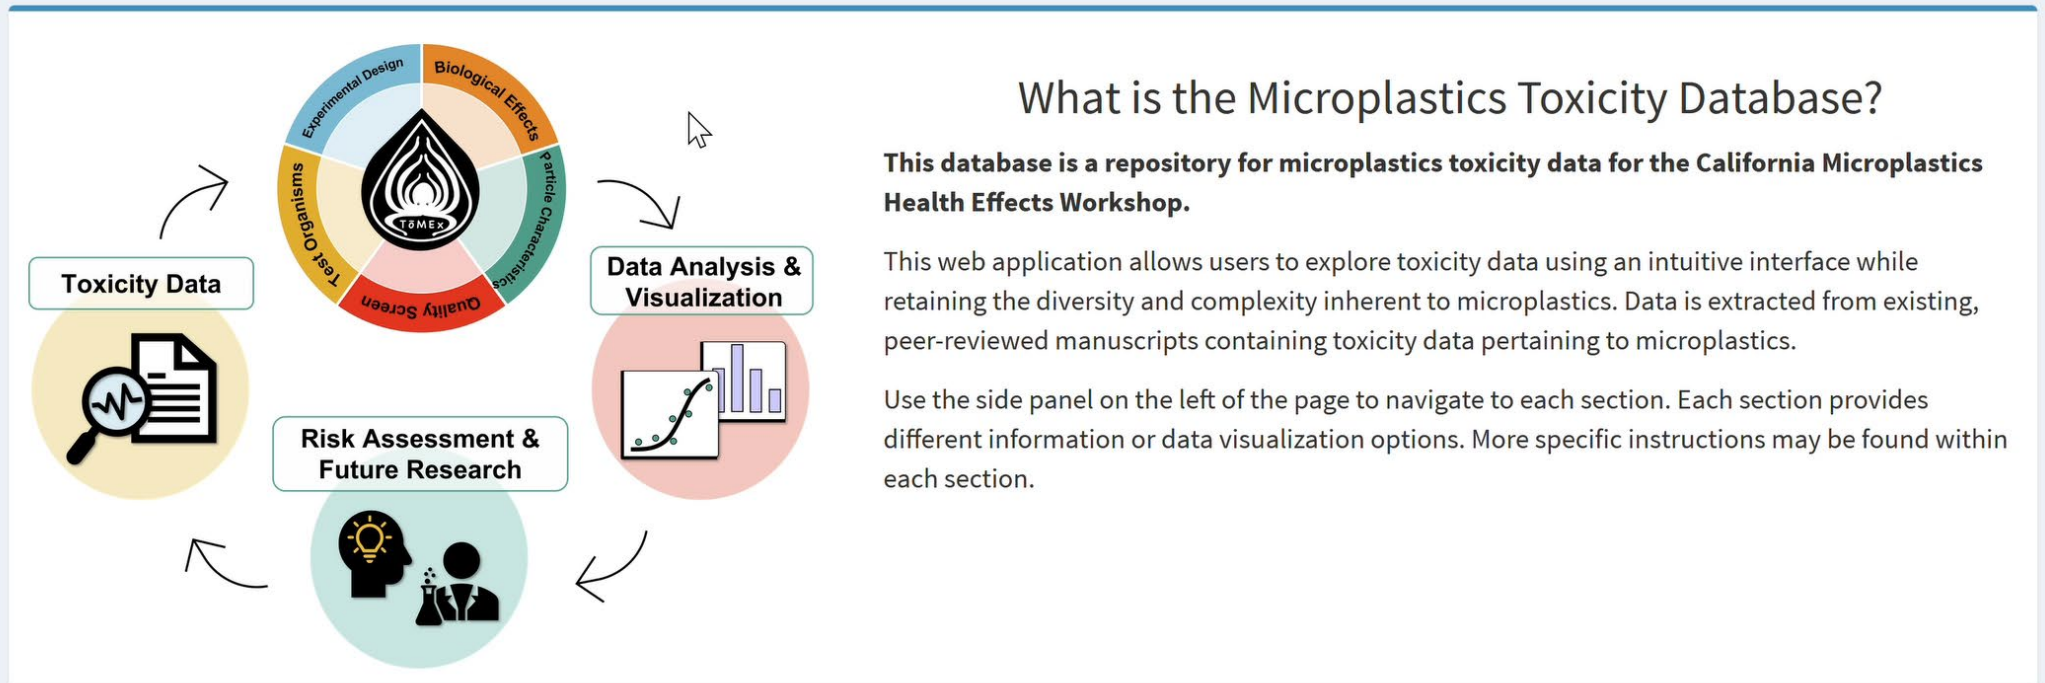 Experimental Design
Biological Effects
Particle Characteristics
Quality Screen
Test Organisms
TōMEx
Toxicity Data
Data Analysis &
Visualization
Risk Assessment &
Future Research
What is the Microplastics Toxicity Database?
This database is a repository for microplastics toxicity data for the California Microplastics
Health Effects Workshop.
This web application allows users to explore toxicity data using an intuitive interface while
retaining the diversity and complexity inherent to microplastics. Data is extracted from existing,
peer-reviewed manuscripts containing toxicity data pertaining to microplastics.
Use the side panel on the left of the page to navigate to each section. Each section provides
different information or data visualization options. More specific instructions may be found within
each section.